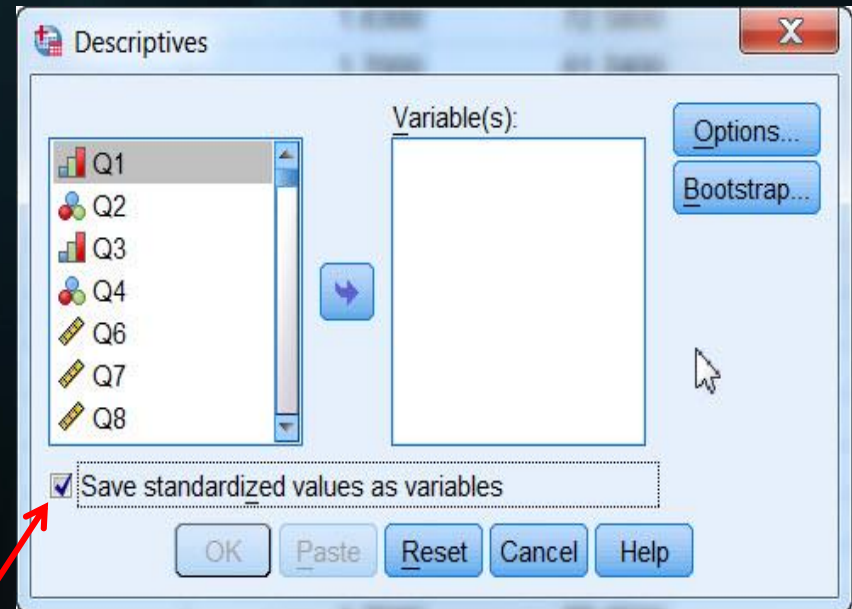 Descriptives
X
Variable(s):
Q1
Q2
Q3
Q4
Q6
Q7
Q8
Options...
Bootstrap...
Save standardized values as variables
OK Paste Reset Cancel Help